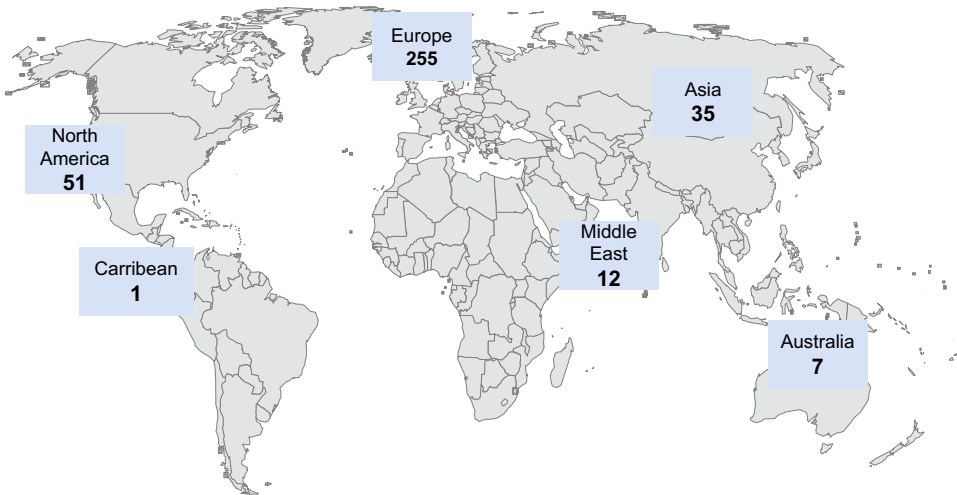 Europe
255
Asia
35
North
America
51
Middle
East
12
Carribean
1
Australia
7